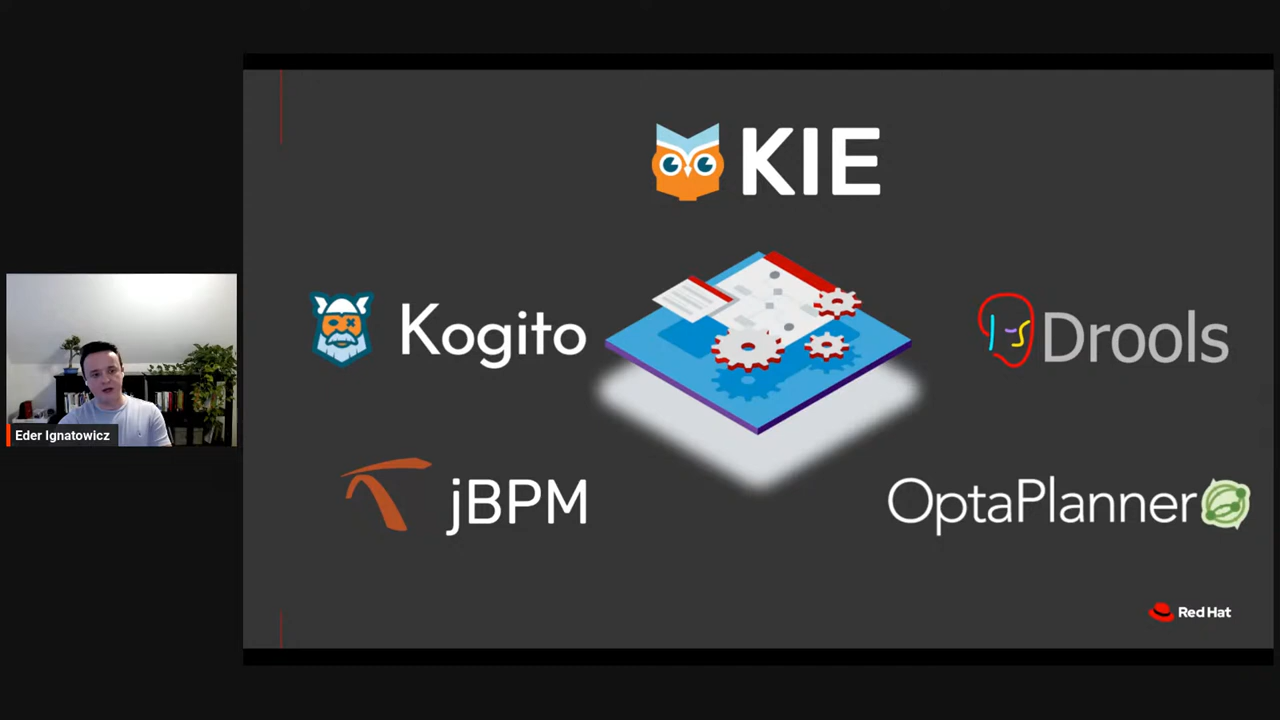 KIE
Kogito
Drools
Eder Ignatowicz
jBPM
OptaPlanner
Red Hat